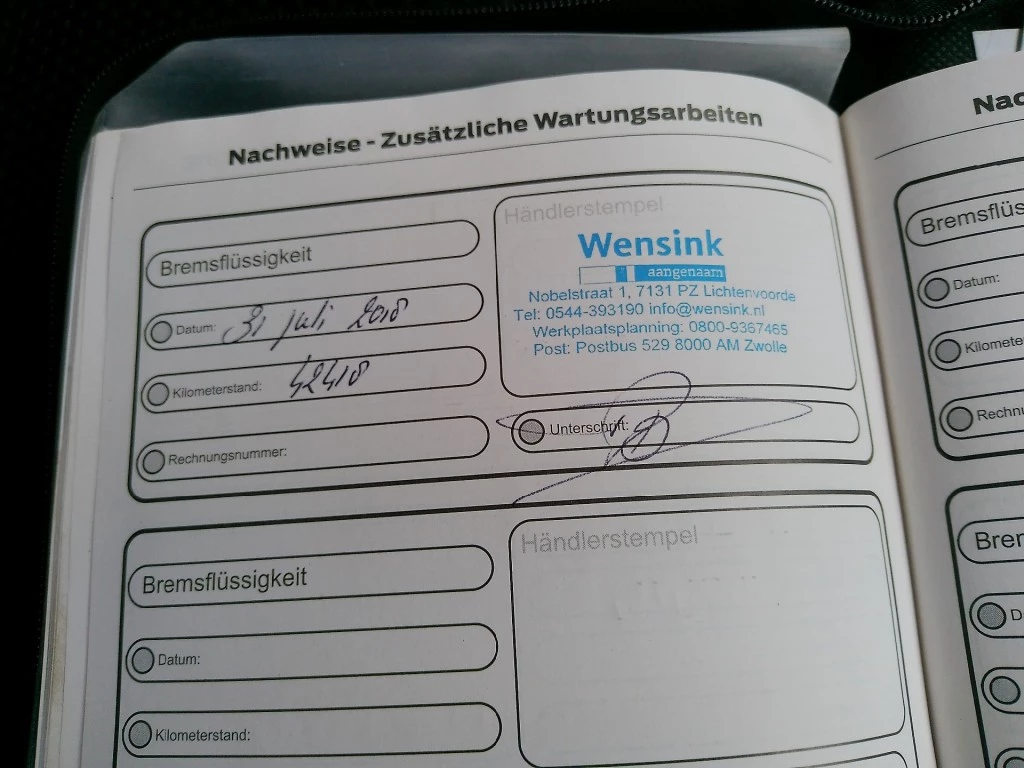 Nachweise - Zusätzliche Wartungsarbeiten
Bremsflüssigkeit
Datum: 31 juli 2018
Kilometerstand: 42418
Rechnungsnummer:
Händlerstempel
Wensink
aangenaam
Nobelstraat 1, 7131 PZ Lichtenvoorde
Tel: 0544-393190 info@wensink.nl
Werkplaatsplanning: 0800-9367465
Post: Postbus 529 8000 AM Zwolle
Unterschrift:
Bremsflüssigkeit
Datum:
Kilometerstand:
Händlerstempel
Nac
Bremsflüs
Datum:
Kilomete
Rechnu
Brem
D